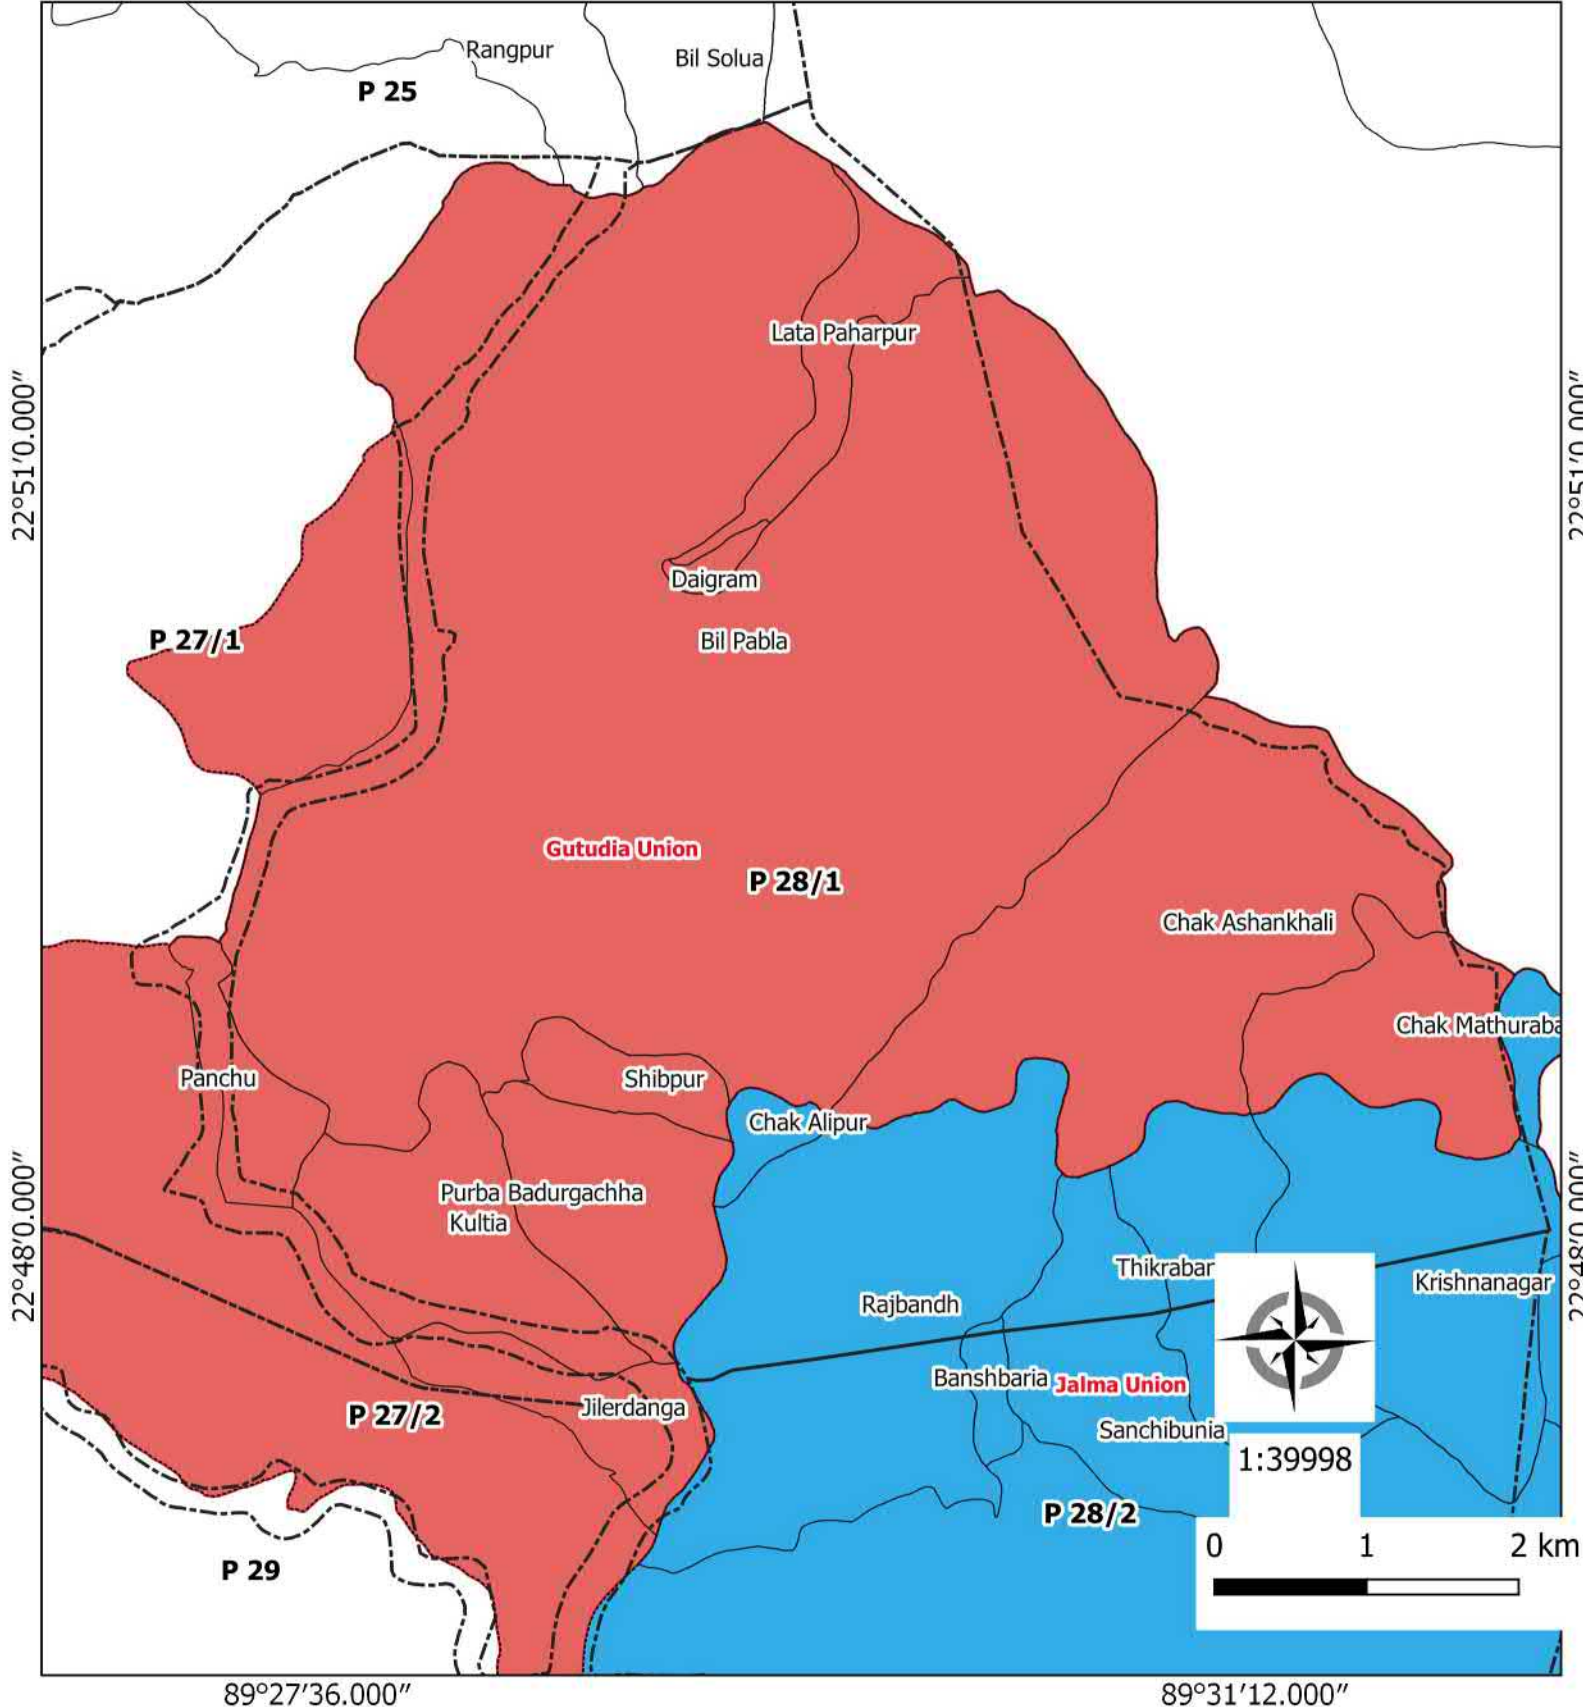 Rangpur
Bil Solua
P 25
Lata Paharpur
22°51'0.000"
22°51'0.000"
Daigram
P 27/1
Bil Pabla
Gutudia Union
P 28/1
Chak Ashankhali
Chak Mathuraba
Panchu
Shibpur
Chak Alipur
Purba Badurgachha
Kultia
22°48'0.000"
22°48'0.000"
Thikrabar
Krishnanagar
Rajbandh
Banshbaria
Jalma Union
Jilerdanga
P 27/2
Sanchibunia
1:39998
P 28/2
0 1 2 km
P 29
89°27'36.000"
89°31'12.000"